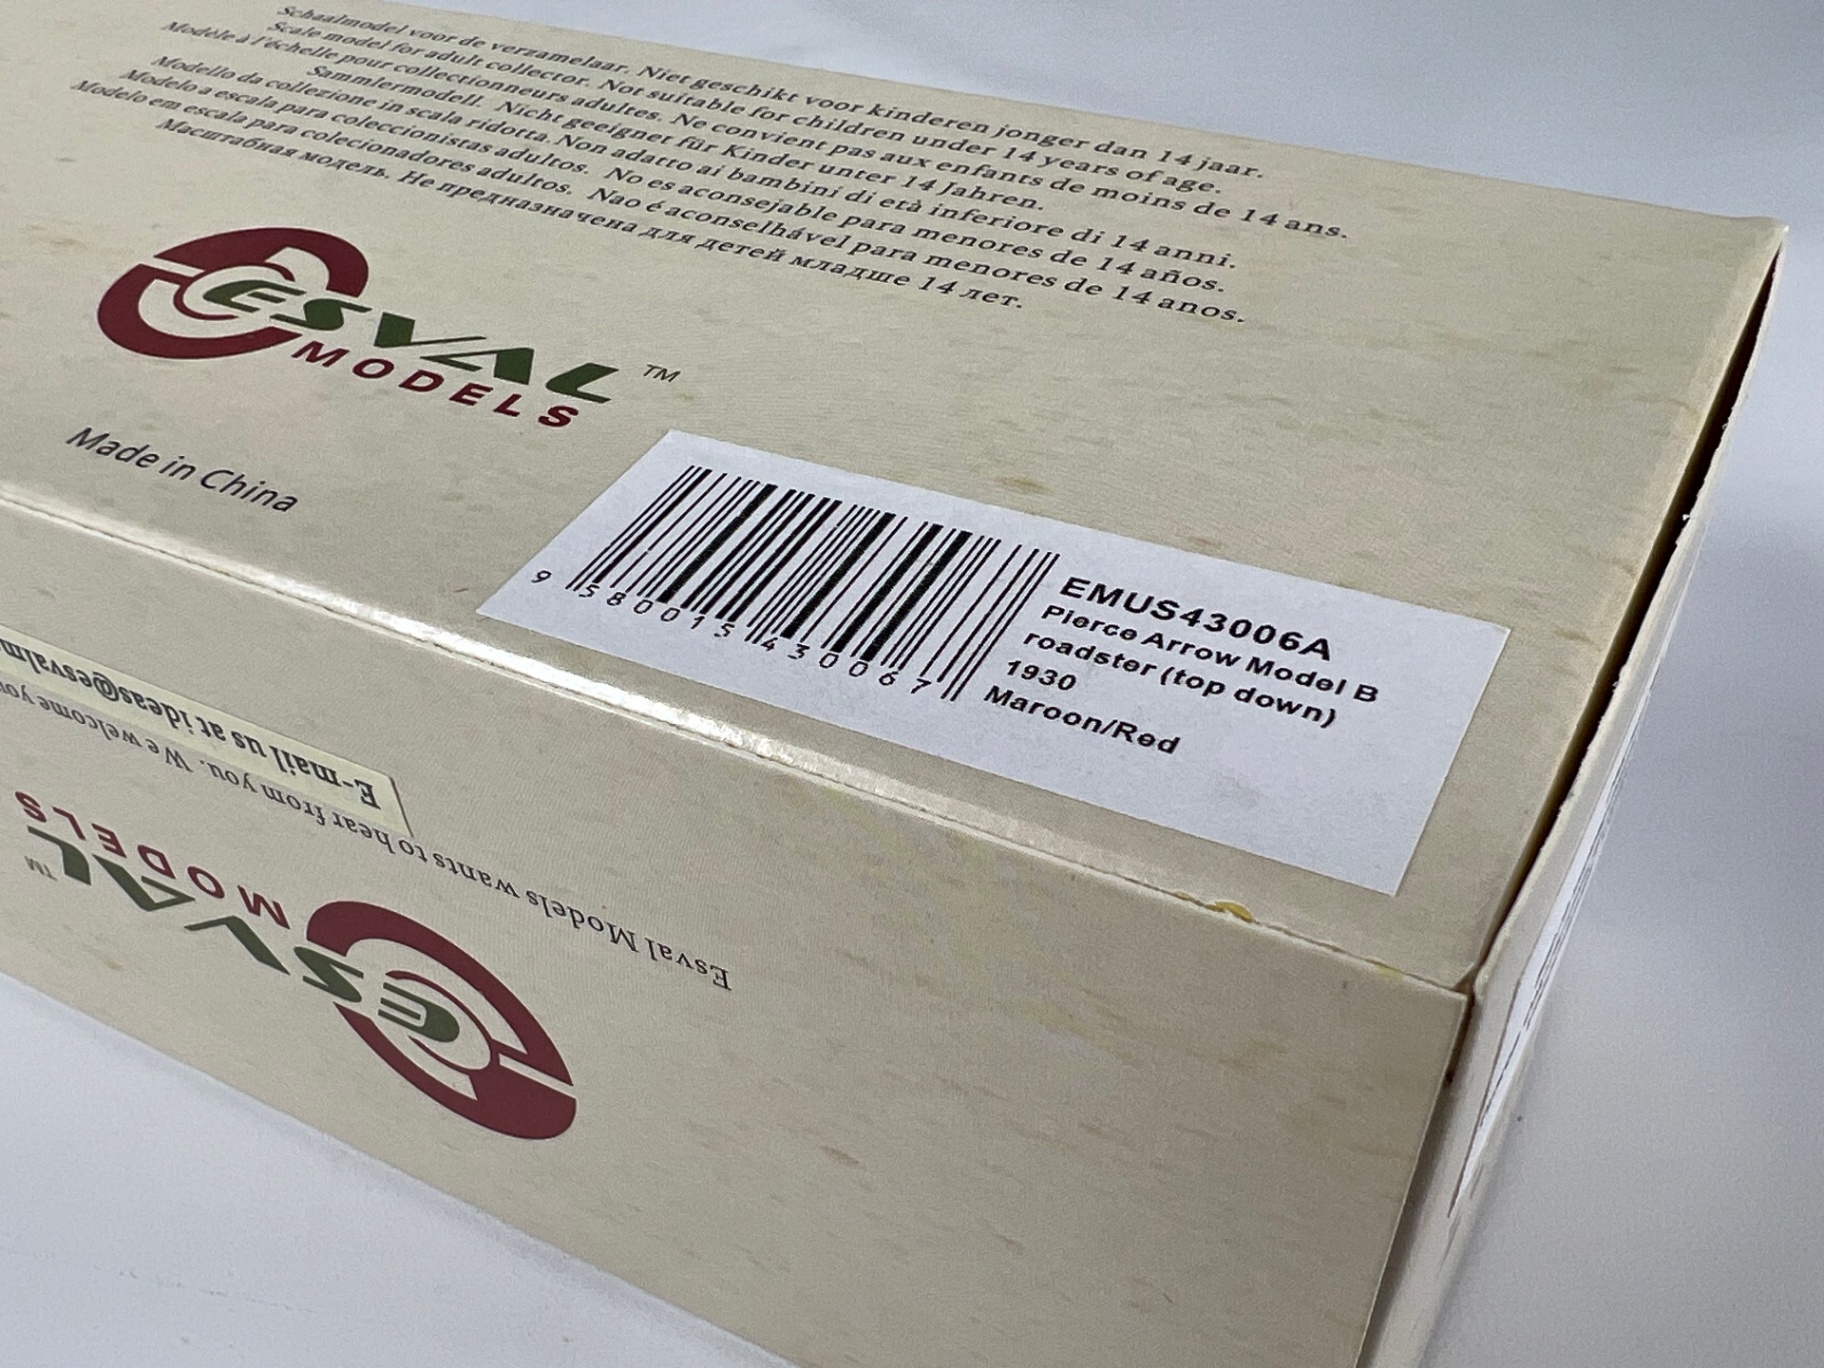 Schaalmodel voor de verzamelaar. Niet geschikt voor kinderen jonger dan 14 jaar.
Scale model for adult collector. Not suitable for children under 14 years of age.
Modèle à l'échelle pour collectionneurs adultes. Ne convient pas aux enfants de moins de 14 ans.
Sammlermodell. Nicht geeignet für Kinder unter 14 Jahren.
Modello da collezione in scala ridotta. Non adatto ai bambini di età inferiore di 14 anni.
Modelo a escala para coleccionistas adultos. No es aconsejable para menores de 14 años.
Modelo em escala para colecionadores adultos. Nao é aconselhável para menores de 14 anos.
Масштабная модель. Не предназначена для детей младше 14 лет.
ESVAL TM
MODELS
Made in China
9 580015 430067
EMUS43006A
Pierce Arrow Model B
roadster (top down)
1930
Maroon/Red
ESVAL TM
MODELS
Esval Models wants to hear from you. We welcome
E-mail us at